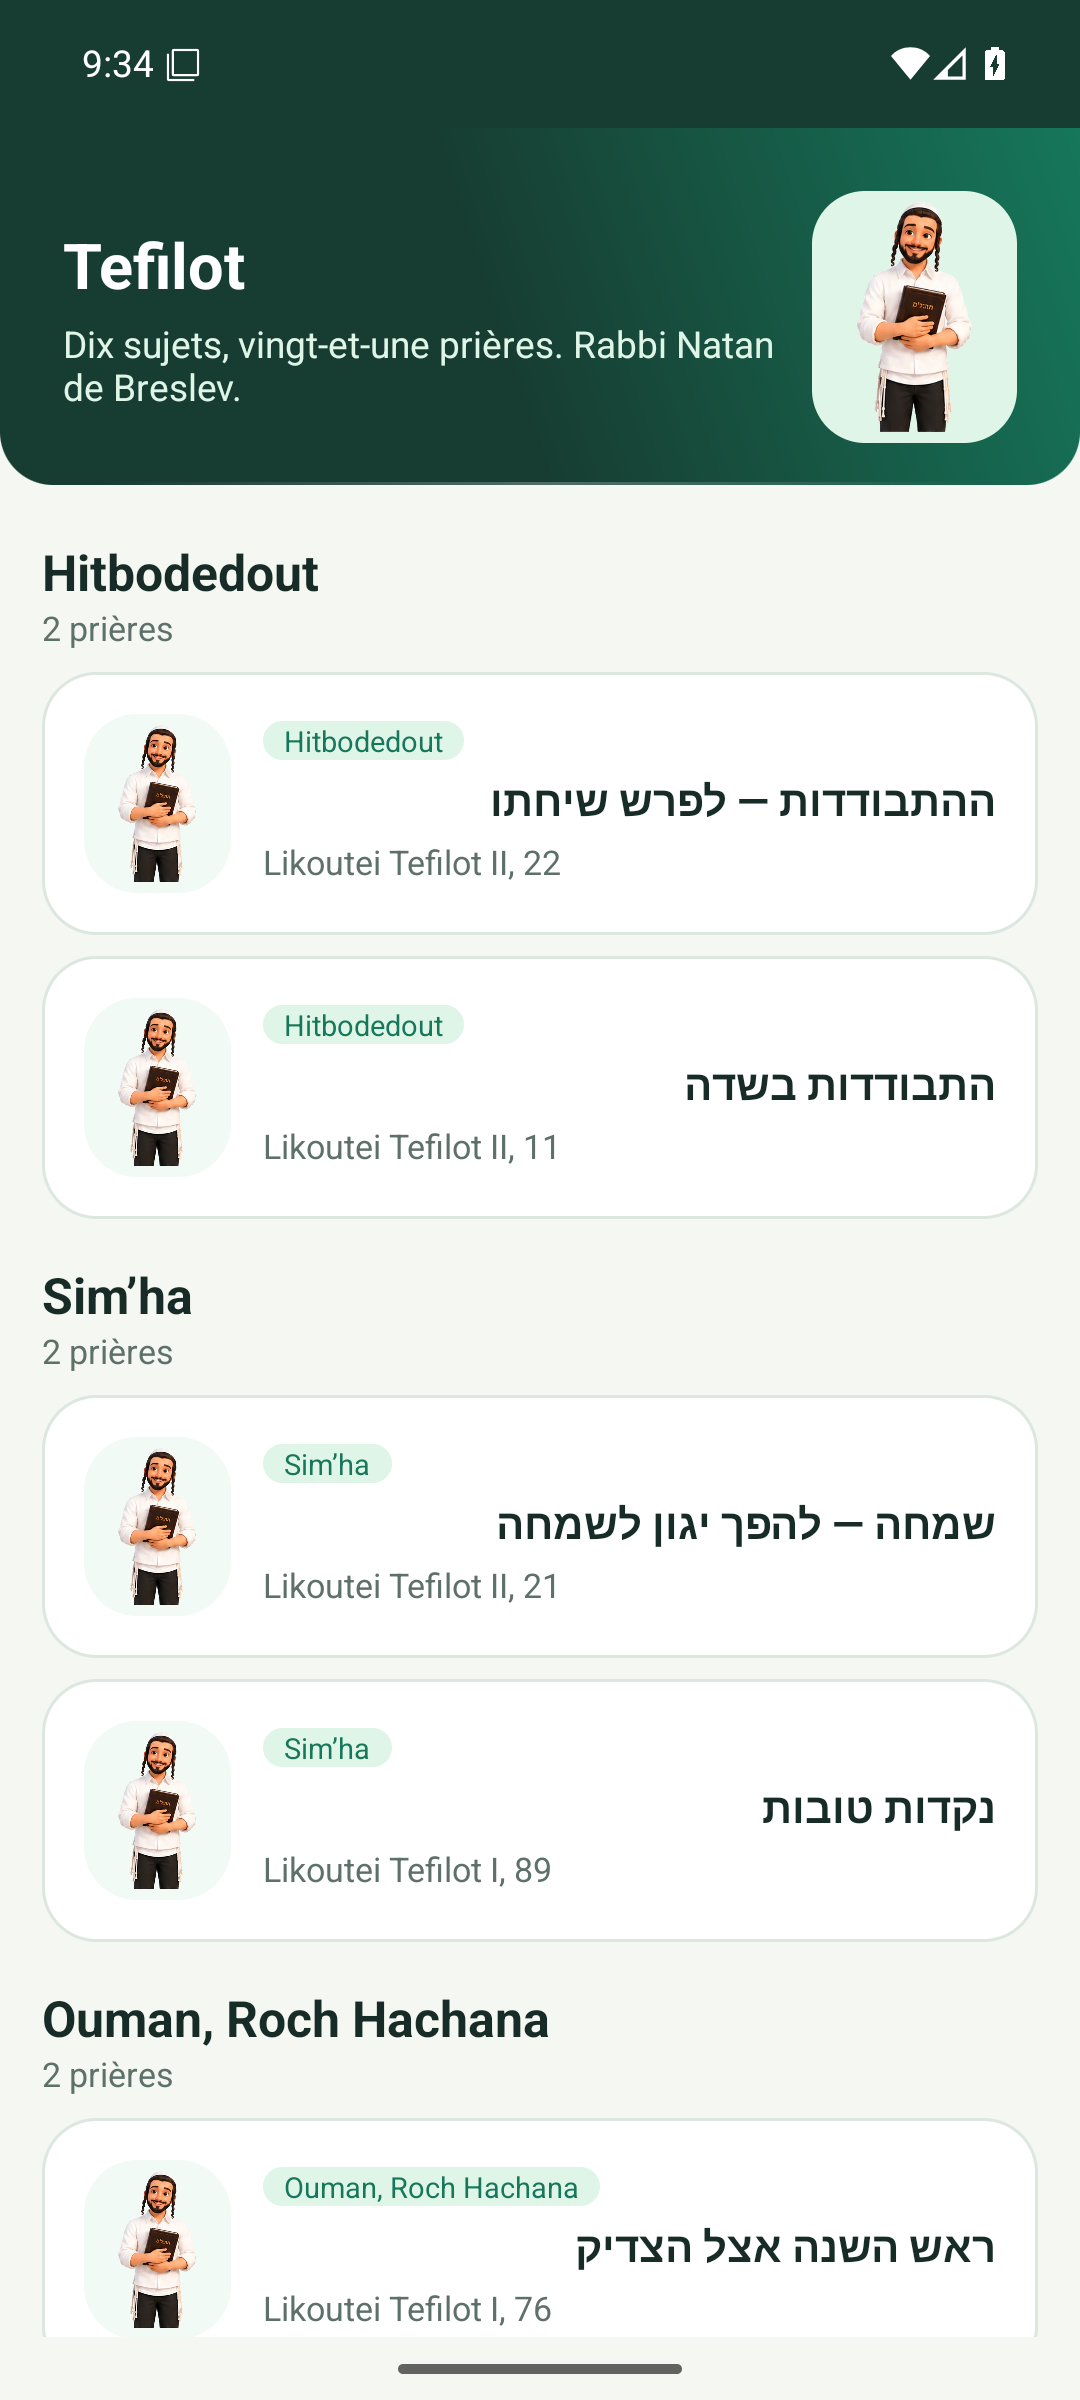 9:34
Tefilot
Dix sujets, vingt-et-une prières. Rabbi Natan
de Breslev.
Hitbodedout
2 prières
Hitbodedout
ההתבודדות – לפרש שיחתו
Likoutei Tefilot II, 22
Hitbodedout
התבודדות בשדה
Likoutei Tefilot II, 11
Sim’ha
2 prières
Sim’ha
שמחה – להפך יגון לשמחה
Likoutei Tefilot II, 21
Sim’ha
נקדות טובות
Likoutei Tefilot I, 89
Ouman, Roch Hachana
2 prières
Ouman, Roch Hachana
ראש השנה אצל הצדיק
Likoutei Tefilot I, 76